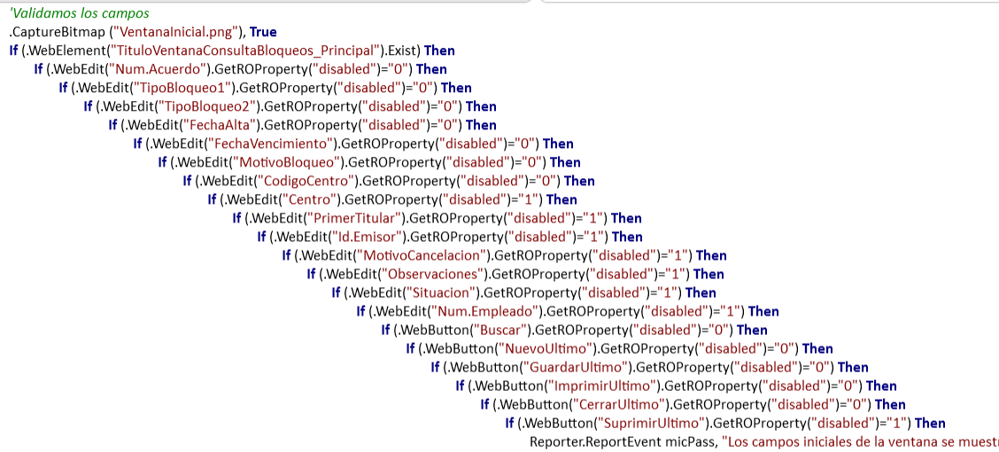 'Validamos los campos
.CaptureBitmap ("VentanaInicial.png"), True
If (.WebElement("TituloVentanaConsultaBloqueos_Principal").Exist) Then
If (.WebEdit("Num.Acuerdo").GetROProperty("disabled")="0") Then
If (.WebEdit("TipoBloqueo1").GetROProperty("disabled")="0") Then
If (.WebEdit("TipoBloqueo2").GetROProperty("disabled")="0") Then
If (.WebEdit("FechaAlta").GetROProperty("disabled")="0") Then
If (.WebEdit("FechaVencimiento").GetROProperty("disabled")="0") Then
If (.WebEdit("MotivoBloqueo").GetROProperty("disabled")="0") Then
If (.WebEdit("CodigoCentro").GetROProperty("disabled")="0") Then
If (.WebEdit("Centro").GetROProperty("disabled")="1") Then
If (.WebEdit("PrimerTitular").GetROProperty("disabled")="1") Then
If (.WebEdit("Id.Emisor").GetROProperty("disabled")="1") Then
If (.WebEdit("MotivoCancelacion").GetROProperty("disabled")="1") Then
If (.WebEdit("Observaciones").GetROProperty("disabled")="1") Then
If (.WebEdit("Situacion").GetROProperty("disabled")="1") Then
If (.WebEdit("Num.Empleado").GetROProperty("disabled")="1") Then
If (.WebButton("Buscar").GetROProperty("disabled")="0") Then
If (.WebButton("NuevoUltimo").GetROProperty("disabled")="0") Then
If (.WebButton("GuardarUltimo").GetROProperty("disabled")="0") Then
If (.WebButton("ImprimirUltimo").GetROProperty("disabled")="0") Then
If (.WebButton("CerrarUltimo").GetROProperty("disabled")="0") Then
If (.WebButton("SuprimirUltimo").GetROProperty("disabled")="1") Then
Reporter.ReportEvent micPass, "Los campos iniciales de la ventana se muest